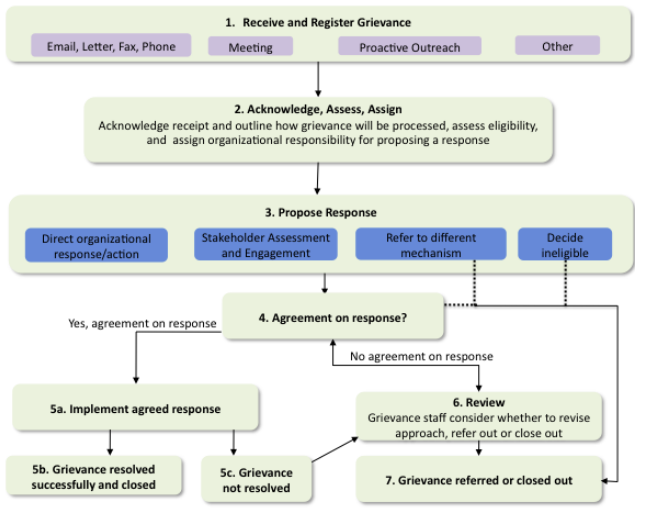 1. Receive and Register Grievance
Email, Letter, Fax, Phone
Meeting
Proactive Outreach
Other
2. Acknowledge, Assess, Assign
Acknowledge receipt and outline how grievance will be processed, assess eligibility,
and assign organizational responsibility for proposing a response
3. Propose Response
Direct organizational
response/action
Stakeholder Assessment
and Engagement
Refer to different
mechanism
Decide
ineligible
4. Agreement on response?
Yes, agreement on response
No agreement on response
5a. Implement agreed response
6. Review
Grievance staff consider whether to revise
approach, refer out or close out
5b. Grievance resolved
successfully and closed
5c. Grievance
not resolved
7. Grievance referred or closed out